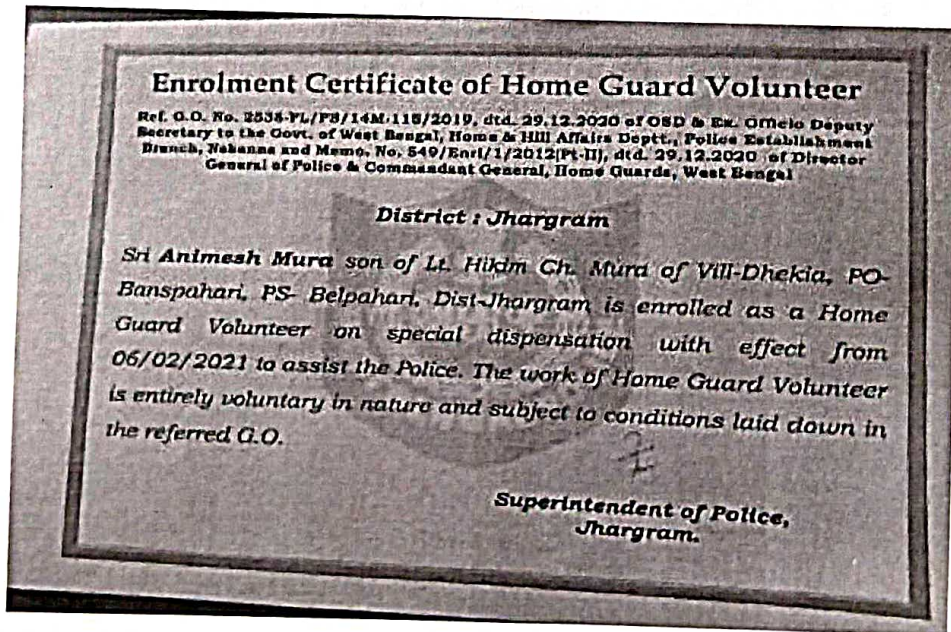 Enrolment Certificate of Home Guard Volunteer
Ref. G.O. No. 2538-PL/PB/14M-118/2019, dtd. 29.12.2020 of OSD & Ex. Officio Deputy
Secretary to the Govt. of West Bengal, Home & Hill Affairs Deptt., Police Establishment
Branch, Nabanna and Memo. No. 549/Enrl/1/2012(Pt-II), dtd. 29.12.2020 of Director
General of Police & Commandant General, Home Guards, West Bengal
District : Jhargram
Sri Animesh Mura son of Lt. Hikim Ch. Mura of Vill-Dhekia, PO-
Banspahari, PS- Belpahari, Dist-Jhargram is enrolled as a Home
Guard Volunteer on special dispensation with effect from
06/02/2021 to assist the Police. The work of Home Guard Volunteer
is entirely voluntary in nature and subject to conditions laid down in
the referred G.O.
Superintendent of Police,
Jhargram.